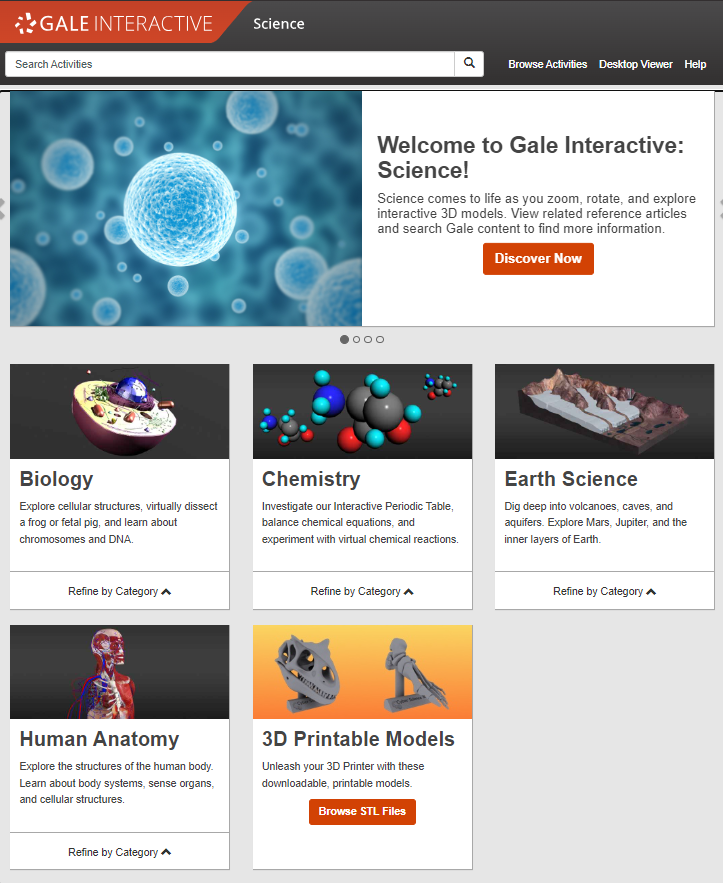 GALE INTERACTIVE Science
Search Activities
Browse Activities Desktop Viewer Help
Welcome to Gale Interactive:
Science!
Science comes to life as you zoom, rotate, and explore
interactive 3D models. View related reference articles
and search Gale content to find more information.
Discover Now
Biology
Explore cellular structures, virtually dissect
a frog or fetal pig, and learn about
chromosomes and DNA.
Refine by Category
Chemistry
Investigate our Interactive Periodic Table,
balance chemical equations, and
experiment with virtual chemical reactions.
Refine by Category
Earth Science
Dig deep into volcanoes, caves, and
aquifers. Explore Mars, Jupiter, and the
inner layers of Earth.
Refine by Category
Human Anatomy
Explore the structures of the human body.
Learn about body systems, sense organs,
and cellular structures.
Refine by Category
3D Printable Models
Unleash your 3D Printer with these
downloadable, printable models.
Browse STL Files